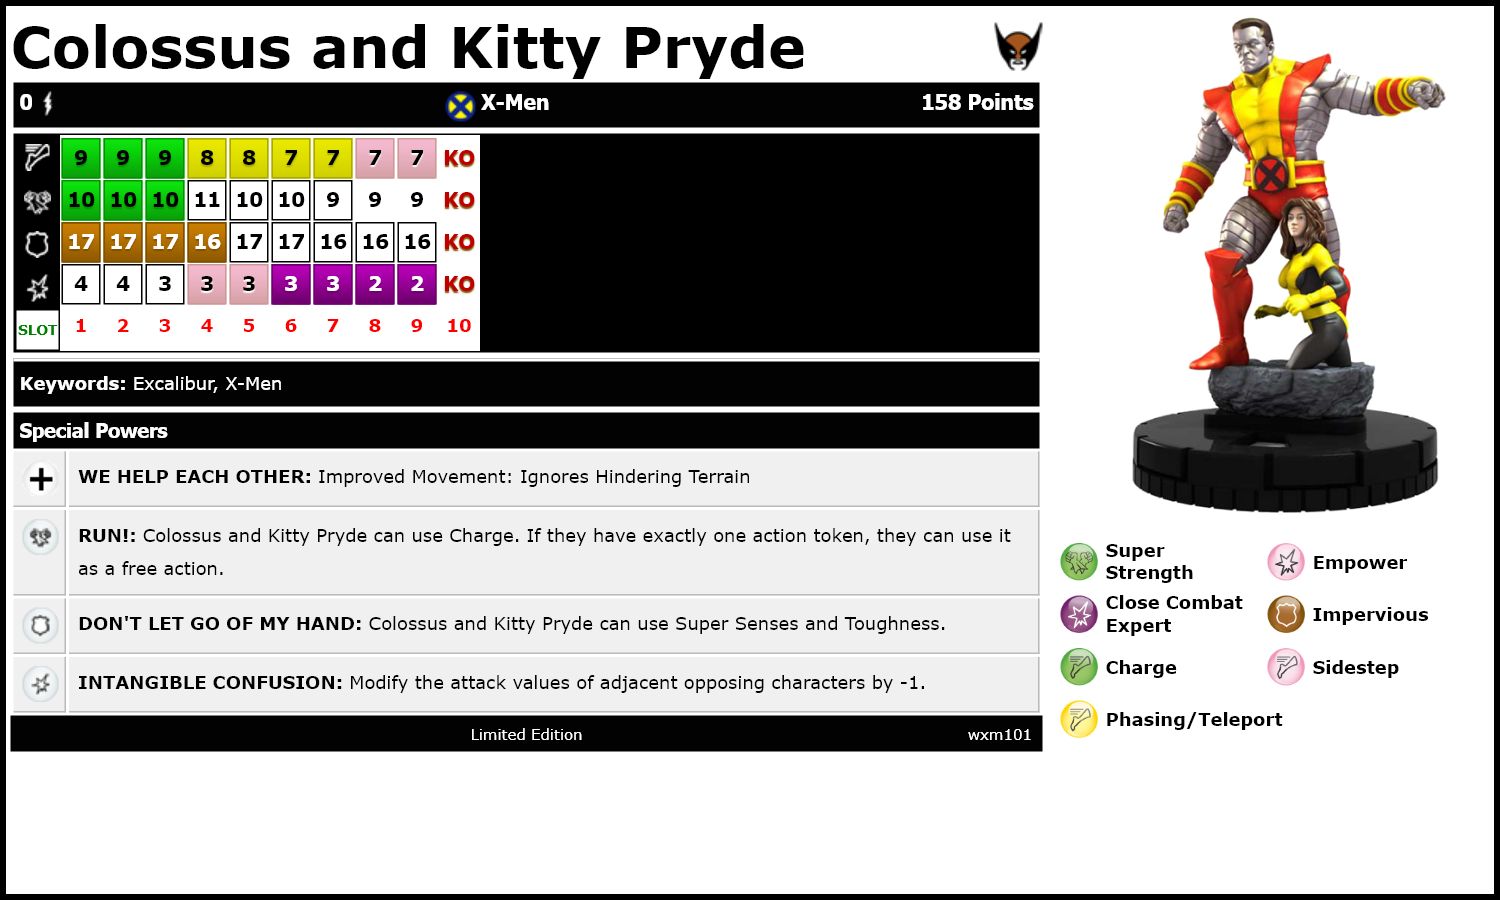 Colossus and Kitty Pryde
0 X-Men 158 Points
9 9 9 8 8 7 7 7 7 KO
10 10 10 11 10 10 9 9 9 KO
17 17 17 16 17 17 16 16 16 KO
4 4 3 3 3 3 3 2 2 KO
SLOT 1 2 3 4 5 6 7 8 9 10
Keywords: Excalibur, X-Men
Special Powers
WE HELP EACH OTHER: Improved Movement: Ignores Hindering Terrain
RUN!: Colossus and Kitty Pryde can use Charge. If they have exactly one action token, they can use it
as a free action.
DON'T LET GO OF MY HAND: Colossus and Kitty Pryde can use Super Senses and Toughness.
INTANGIBLE CONFUSION: Modify the attack values of adjacent opposing characters by -1.
Limited Edition wxm101
Super
Strength
Empower
Close Combat
Expert
Impervious
Charge
Sidestep
Phasing/Teleport